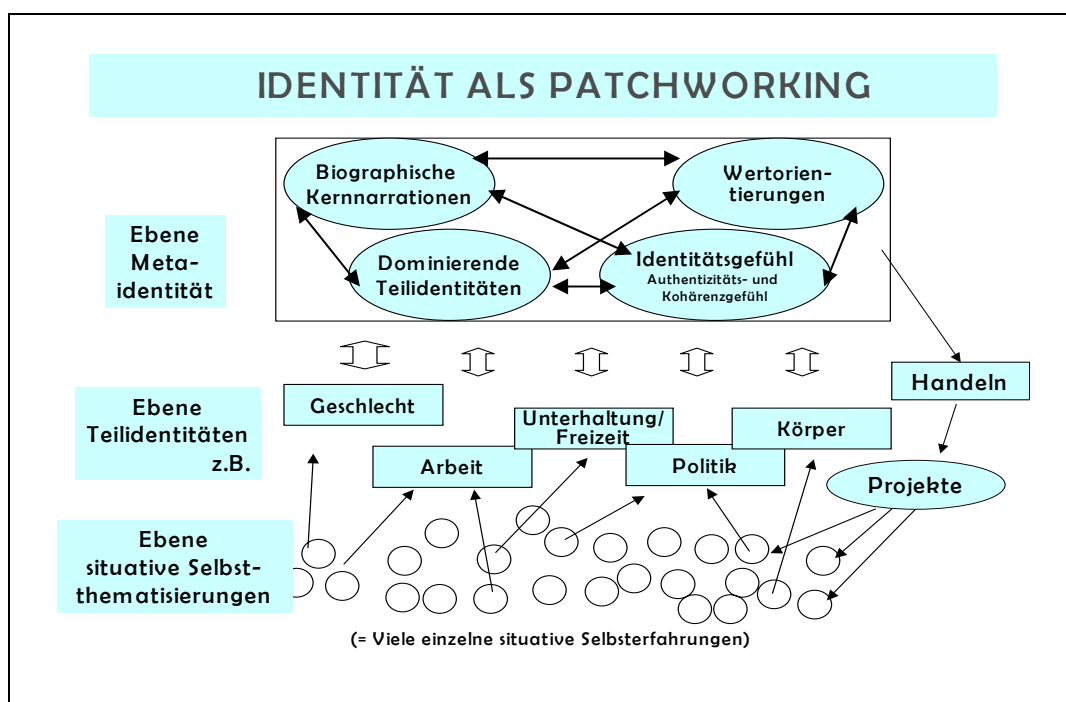 IDENTITÄT ALS PATCHWORKING
Biographische
Kernnarrationen
Wertorien-
tierungen
Ebene
Meta-
identität
Dominierende
Teilidentitäten
Identitätsgefühl
Authentizitäts- und
Kohärenzgefühl
Handeln
Ebene
Teilidentitäten
z.B.
Geschlecht
Arbeit
Unterhaltung/
Freizeit
Politik
Körper
Projekte
Ebene
situative Selbst-
thematisierungen
(= Viele einzelne situative Selbsterfahrungen)